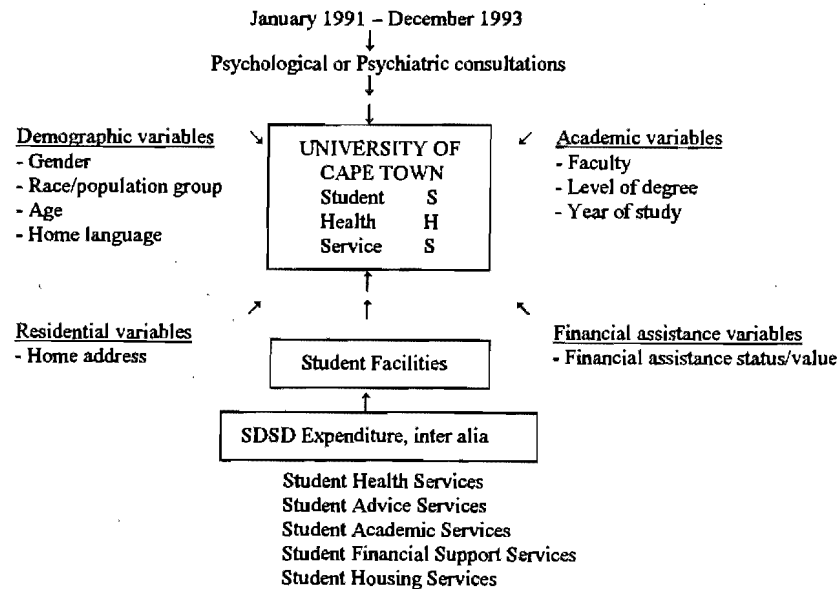 January 1991 – December 1993
Psychological or Psychiatric consultations
Demographic variables
- Gender
- Race/population group
- Age
- Home language
UNIVERSITY OF
CAPE TOWN
Student S
Health H
Service S
Academic variables
- Faculty
- Level of degree
- Year of study
Residential variables
- Home address
Financial assistance variables
- Financial assistance status/value
Student Facilities
SDSD Expenditure, inter alia
Student Health Services
Student Advice Services
Student Academic Services
Student Financial Support Services
Student Housing Services